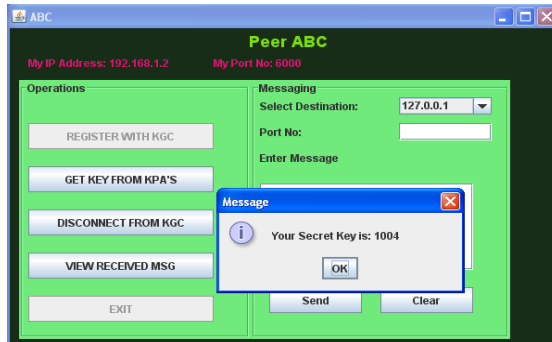 ABC
Peer ABC
My IP Address: 192.168.1.2 My Port No: 6000
Operations
REGISTER WITH KGC
GET KEY FROM KPA'S
DISCONNECT FROM KGC
VIEW RECEIVED MSG
EXIT
Messaging
Select Destination: 127.0.0.1
Port No:
Enter Message
Message
Your Secret Key is: 1004
OK
Send Clear